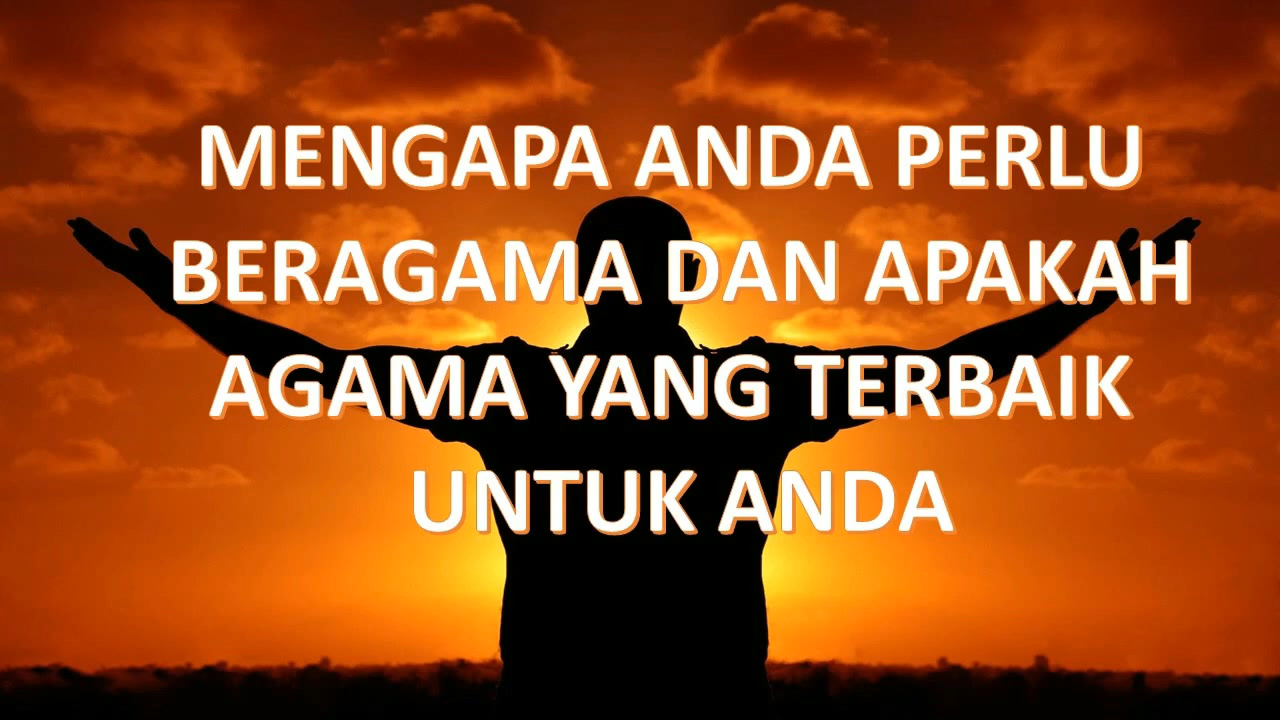 MENGAPA ANDA PERLU
BERAGAMA DAN APAKAH
AGAMA YANG TERBAIK
UNTUK ANDA